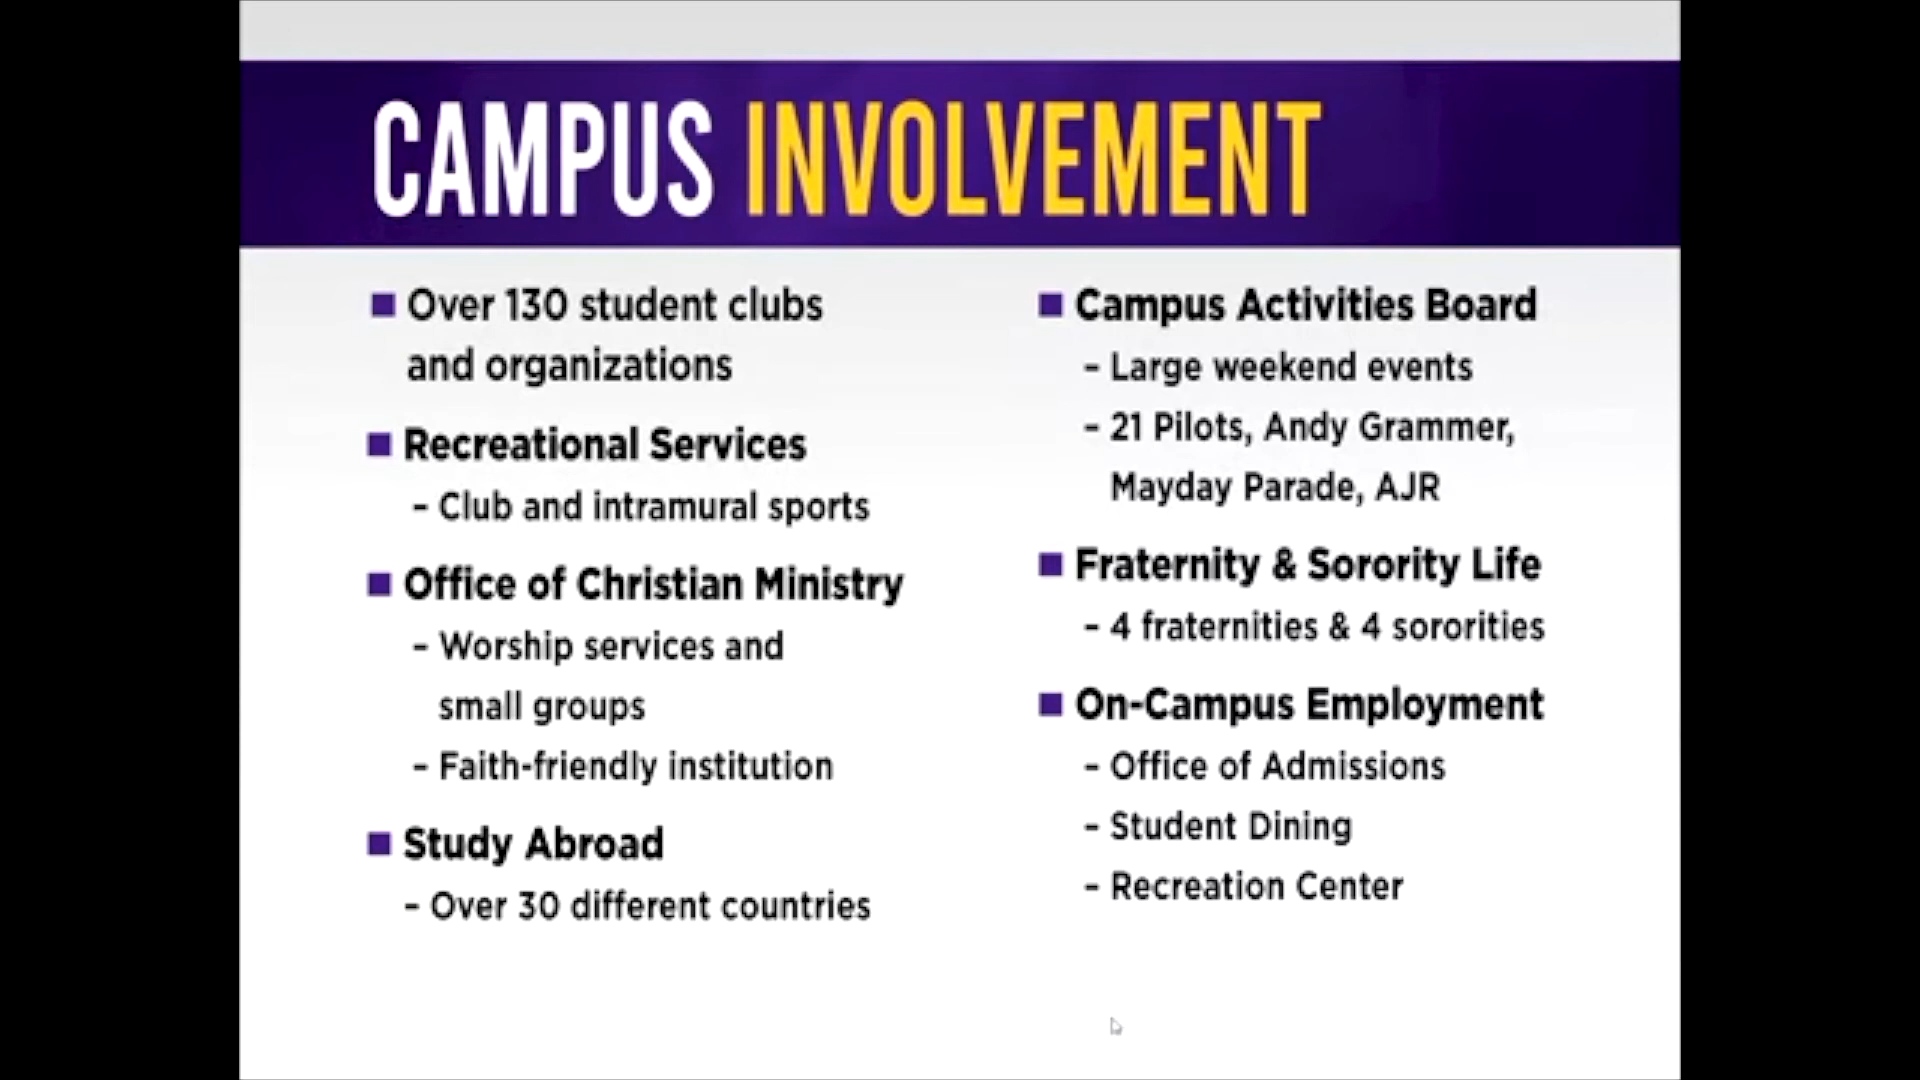 CAMPUS INVOLVEMENT
Over 130 student clubs
and organizations
Recreational Services
– Club and intramural sports
Office of Christian Ministry
– Worship services and
small groups
– Faith-friendly institution
Study Abroad
– Over 30 different countries
Campus Activities Board
– Large weekend events
– 21 Pilots, Andy Grammer,
Mayday Parade, AJR
Fraternity & Sorority Life
– 4 fraternities & 4 sororities
On-Campus Employment
– Office of Admissions
– Student Dining
– Recreation Center